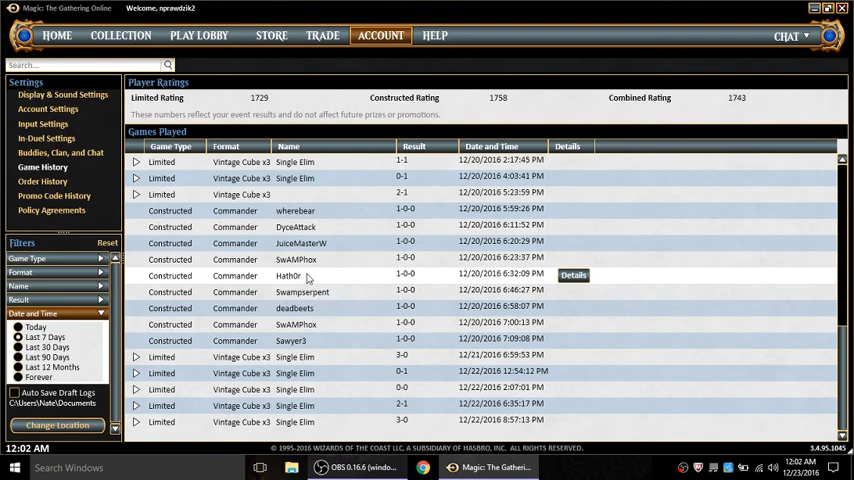 Magic: The Gathering Online Welcome, nprawdzik2
HOME COLLECTION PLAY LOBBY STORE TRADE ACCOUNT HELP CHAT
Search...
Settings
Display & Sound Settings
Account Settings
Input Settings
In-Duel Settings
Buddies, Clan, and Chat
Game History
Order History
Promo Code History
Policy Agreements
Filters Reset
Game Type
Format
Name
Result
Date and Time
Today
Last 7 Days
Last 30 Days
Last 90 Days
Last 12 Months
Forever
Auto Save Draft Logs
C:\Users\Nate\Documents
Change Location
Player Ratings
Limited Rating 1729 Constructed Rating 1758 Combined Rating 1743
These numbers reflect your event results and do not affect future prizes or promotions.
Games Played
Game Type Format Name Result Date and Time Details
Limited Vintage Cube x3 Single Elim 1-1 12/20/2016 2:17:45 PM
Limited Vintage Cube x3 Single Elim 0-1 12/20/2016 4:03:41 PM
Limited Vintage Cube x3 2-1 12/20/2016 5:23:59 PM
Constructed Commander wherebear 1-0-0 12/20/2016 5:59:26 PM
Constructed Commander DyceAttack 1-0-0 12/20/2016 6:11:52 PM
Constructed Commander JuiceMasterW 1-0-0 12/20/2016 6:20:29 PM
Constructed Commander SwAMPhox 1-0-0 12/20/2016 6:23:37 PM
Constructed Commander Hath0r 1-0-0 12/20/2016 6:32:09 PM Details
Constructed Commander Swampserpent 1-0-0 12/20/2016 6:46:27 PM
Constructed Commander deadbeets 1-0-0 12/20/2016 6:58:07 PM
Constructed Commander SwAMPhox 1-0-0 12/20/2016 7:00:13 PM
Constructed Commander Sawyer3 1-0-0 12/20/2016 7:09:08 PM
Limited Vintage Cube x3 Single Elim 3-0 12/21/2016 6:59:53 PM
Limited Vintage Cube x3 Single Elim 0-1 12/22/2016 12:54:12 PM
Limited Vintage Cube x3 Single Elim 0-0 12/22/2016 2:07:01 PM
Limited Vintage Cube x3 Single Elim 2-1 12/22/2016 6:35:17 PM
Limited Vintage Cube x3 Single Elim 3-0 12/22/2016 8:57:13 PM
12:02 AM © 1995-2016 WIZARDS OF THE COAST LLC, A SUBSIDIARY OF HASBRO, INC. ALL RIGHTS RESERVED. 3.4.95.1045
Search Windows OBS 0.16.6 (windo... Magic: The Gatheri... 12:02 AM
12/23/2016